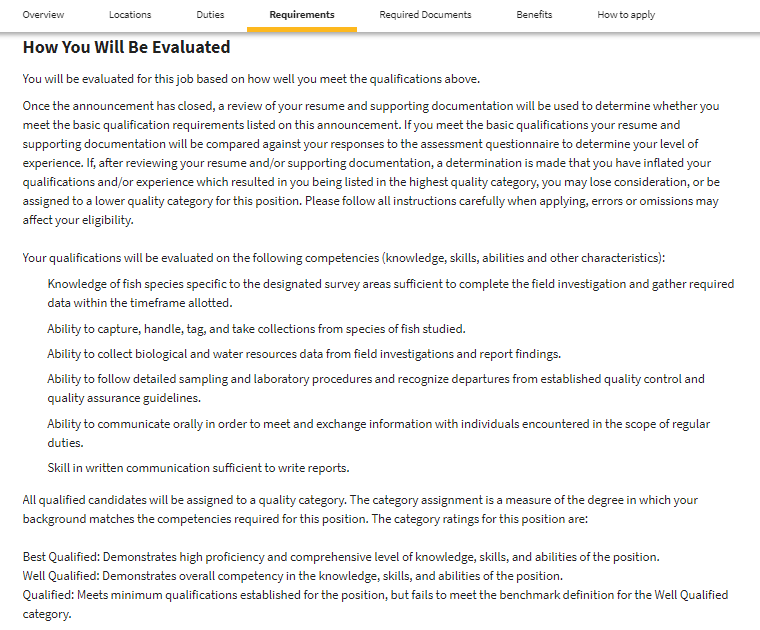 Overview Locations Duties Requirements Required Documents Benefits How to apply
How You Will Be Evaluated
You will be evaluated for this job based on how well you meet the qualifications above.
Once the announcement has closed, a review of your resume and supporting documentation will be used to determine whether you
meet the basic qualification requirements listed on this announcement. If you meet the basic qualifications your resume and
supporting documentation will be compared against your responses to the assessment questionnaire to determine your level of
experience. If, after reviewing your resume and/or supporting documentation, a determination is made that you have inflated your
qualifications and/or experience which resulted in you being listed in the highest quality category, you may lose consideration, or be
assigned to a lower quality category for this position. Please follow all instructions carefully when applying, errors or omissions may
affect your eligibility.
Your qualifications will be evaluated on the following competencies (knowledge, skills, abilities and other characteristics):
Knowledge of fish species specific to the designated survey areas sufficient to complete the field investigation and gather required
data within the timeframe allotted.
Ability to capture, handle, tag, and take collections from species of fish studied.
Ability to collect biological and water resources data from field investigations and report findings.
Ability to follow detailed sampling and laboratory procedures and recognize departures from established quality control and
quality assurance guidelines.
Ability to communicate orally in order to meet and exchange information with individuals encountered in the scope of regular
duties.
Skill in written communication sufficient to write reports.
All qualified candidates will be assigned to a quality category. The category assignment is a measure of the degree in which your
background matches the competencies required for this position. The category ratings for this position are:
Best Qualified: Demonstrates high proficiency and comprehensive level of knowledge, skills, and abilities of the position.
Well Qualified: Demonstrates overall competency in the knowledge, skills, and abilities of the position.
Qualified: Meets minimum qualifications established for the position, but fails to meet the benchmark definition for the Well Qualified
category.